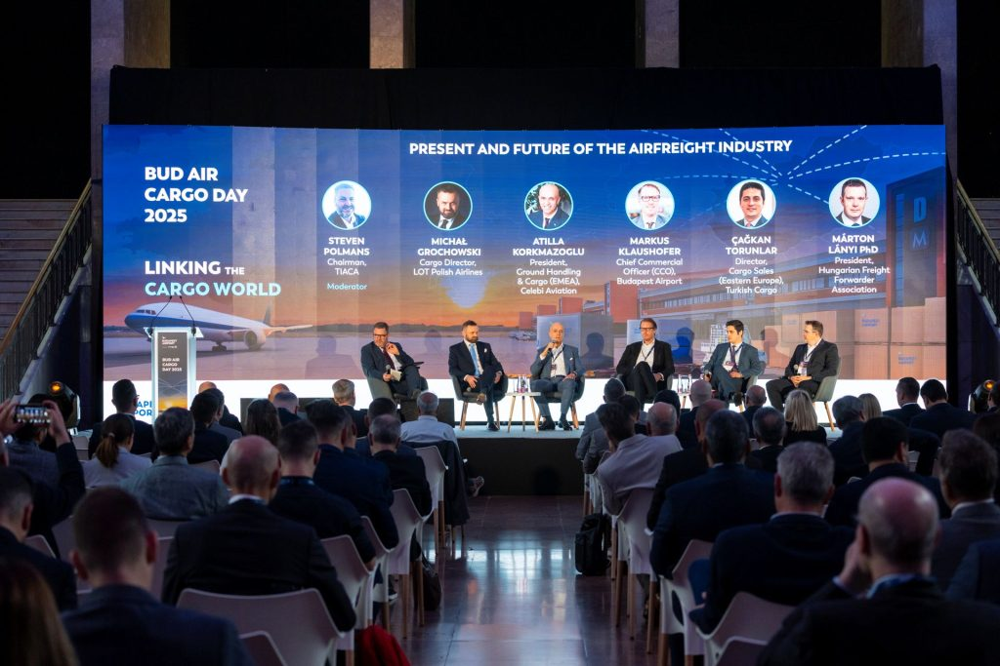 PRESENT AND FUTURE OF THE AIRFREIGHT INDUSTRY
BUD AIR
CARGO DAY
2025
LINKING THE
CARGO WORLD
STEVEN
POLMANS
Chairman,
TIACA
Moderator
MICHAŁ
GROCHOWSKI
Cargo Director,
LOT Polish Airlines
ATILLA
KORKMAZOGLU
President,
Ground Handling
& Cargo (EMEA),
Celebi Aviation
MARKUS
KLAUSHOFER
Chief Commercial
Officer (CCO),
Budapest Airport
ÇAĞKAN
TORUNLAR
Director,
Cargo Sales
(Eastern Europe),
Turkish Cargo
MÁRTON
LÁNYI PhD
President,
Hungarian Freight
Forwarder
Association
D
M
BUDAPEST
AIRPORT
BUD AIR
CARGO
DAY 2025